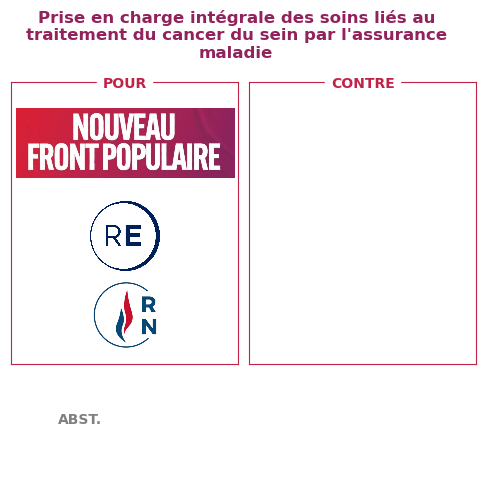 Prise en charge intégrale des soins liés au
traitement du cancer du sein par l'assurance
maladie
POUR
CONTRE
NOUVEAU
FRONT POPULAIRE
RE
R
N
ABST.